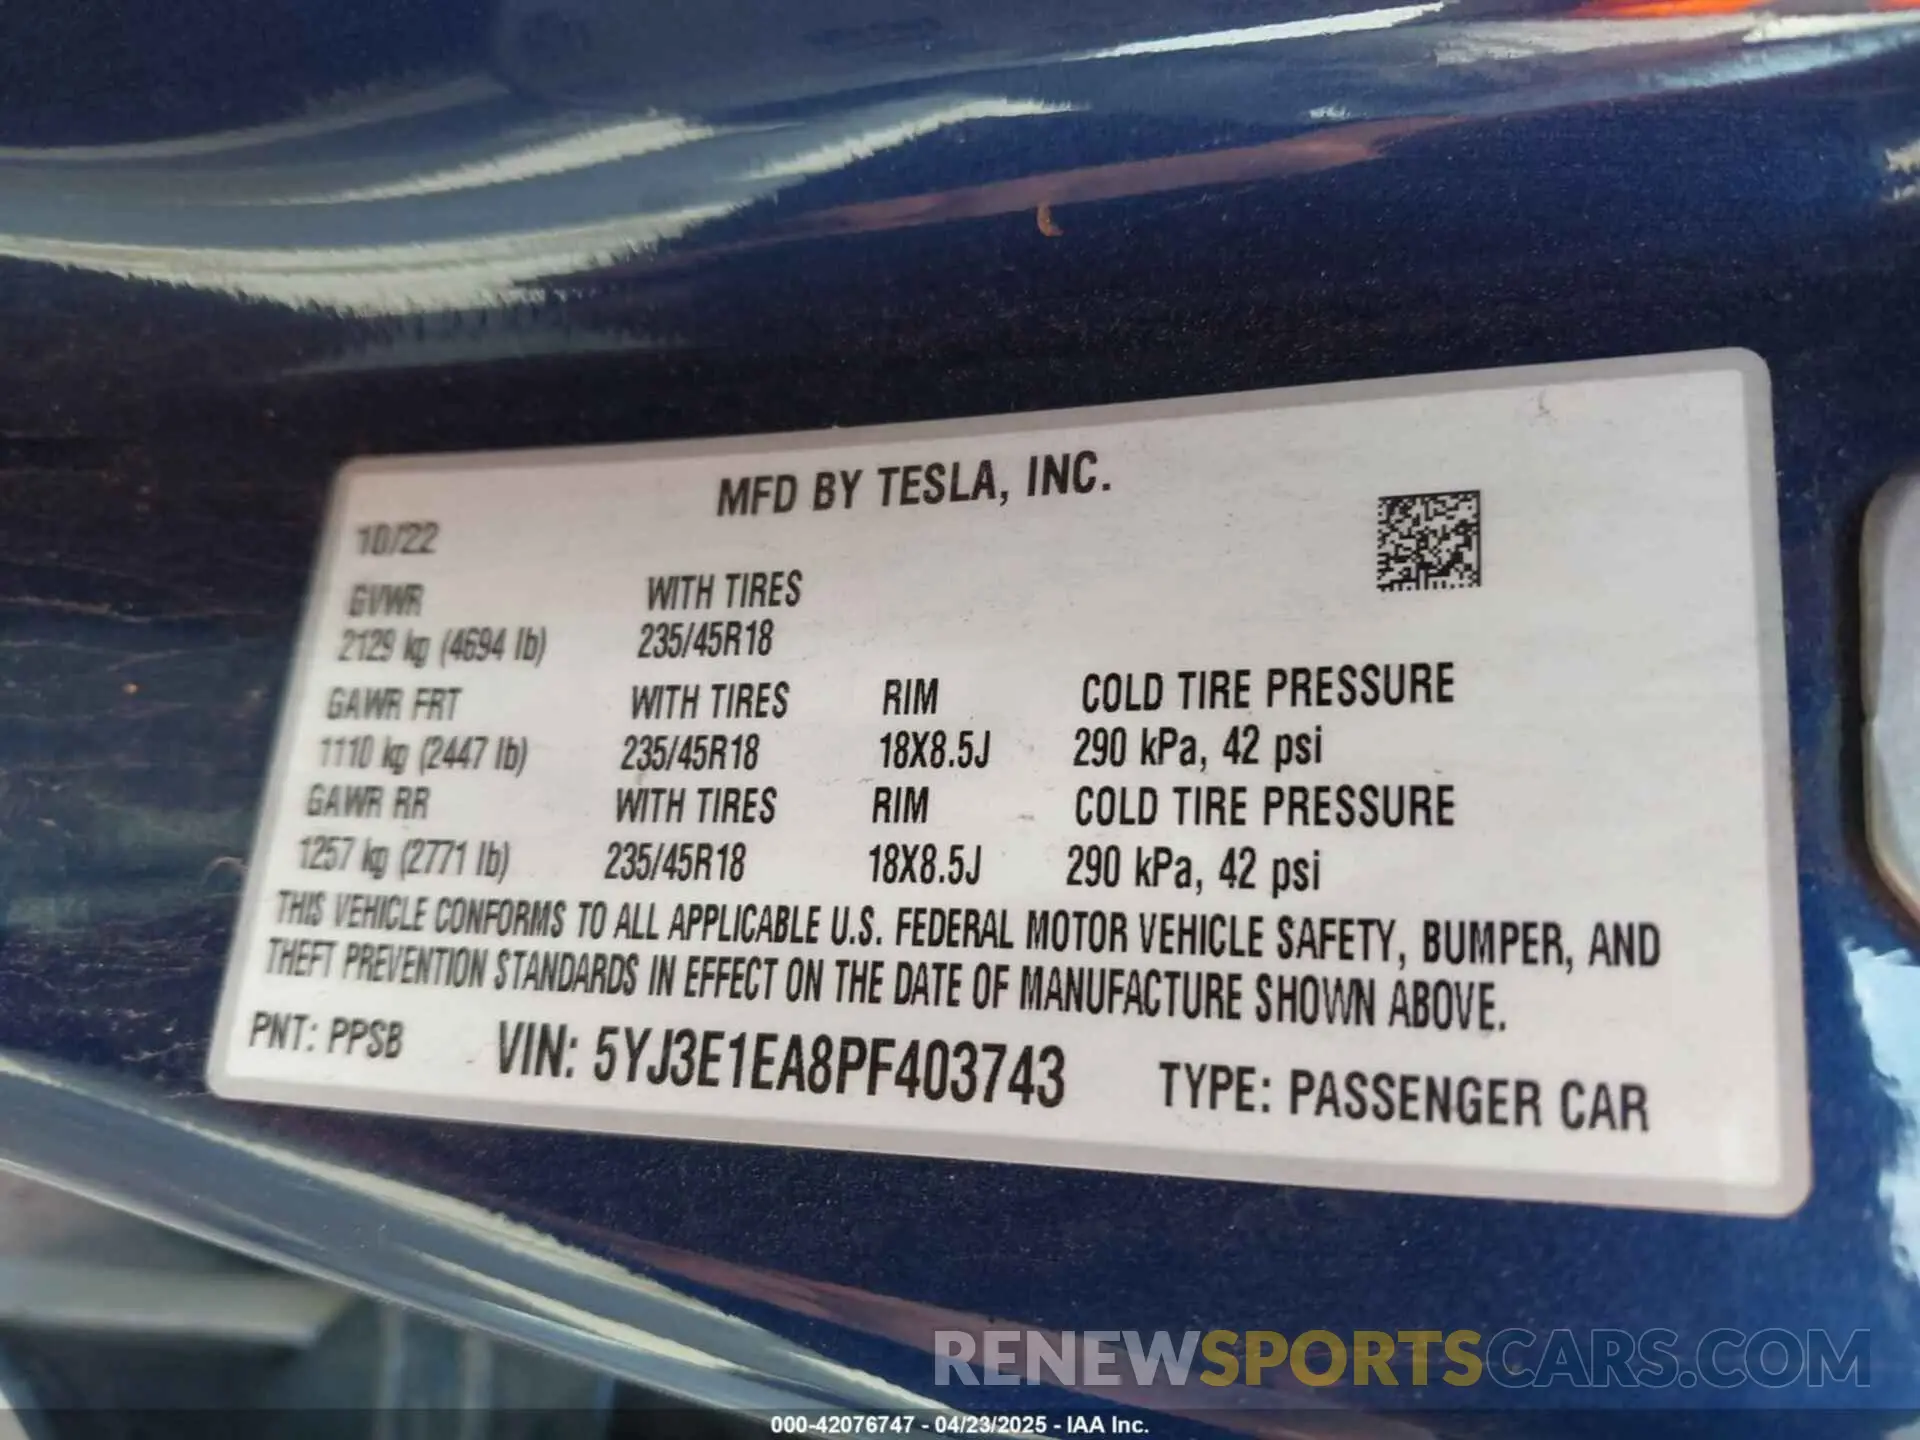 MFD BY TESLA, INC.
10/22
GVWR WITH TIRES
2129 kg (4694 lb) 235/45R18
GAWR FRT WITH TIRES RIM COLD TIRE PRESSURE
1110 kg (2447 lb) 235/45R18 18X8.5J 290 kPa, 42 psi
GAWR RR WITH TIRES RIM COLD TIRE PRESSURE
1257 kg (2771 lb) 235/45R18 18X8.5J 290 kPa, 42 psi
THIS VEHICLE CONFORMS TO ALL APPLICABLE U.S. FEDERAL MOTOR VEHICLE SAFETY, BUMPER, AND
THEFT PREVENTION STANDARDS IN EFFECT ON THE DATE OF MANUFACTURE SHOWN ABOVE.
PNT: PPSB VIN: 5YJ3E1EA8PF403743 TYPE: PASSENGER CAR
RENEWSPORTSCARS.COM
000-42076747 - 04/23/2025 - IAA Inc.